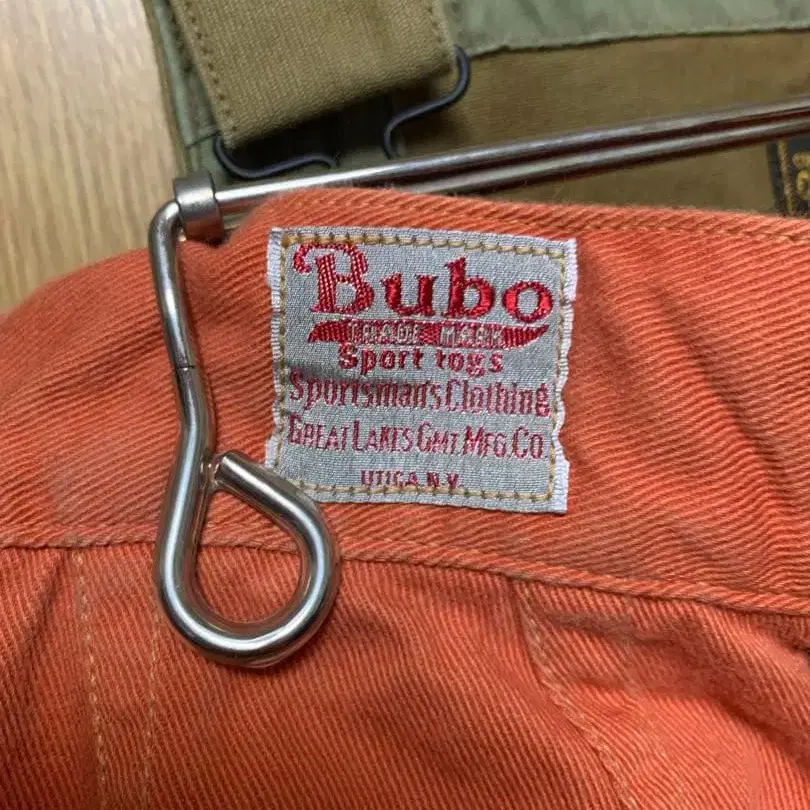 Bubo
TRADE MARK
Sport togs
Sportsman's Clothing
GREAT LAKES GMT. MFG. CO.
UTICA N.Y.